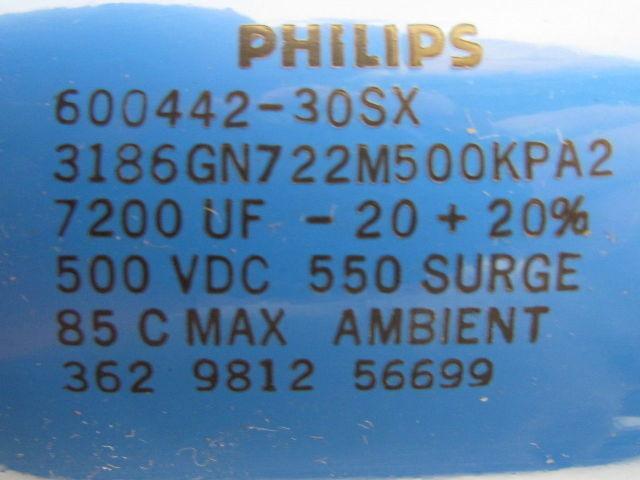 PHILIPS
600442-30SX
3186GN722M500KPA2
7200 UF - 20 + 20%
500 VDC 550 SURGE
85 C MAX AMBIENT
362 9812 56699